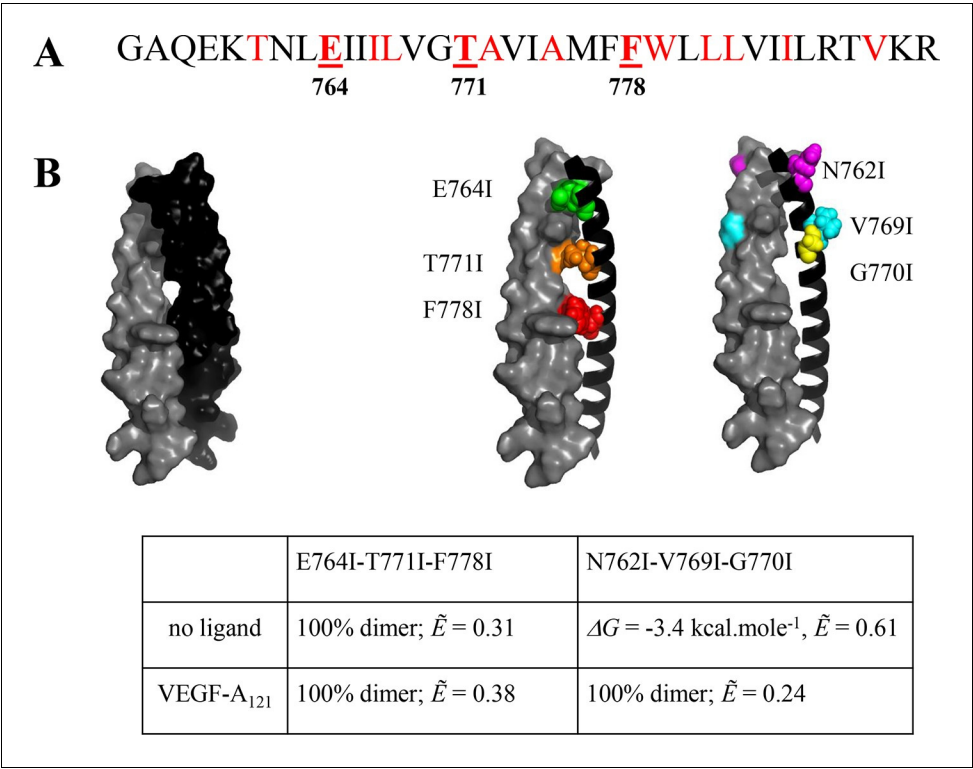 A
GAQEKTNLEIIILVGTAVIAMFFWLLLVIILRTVKR
764 771 778
B
E764I
T771I
F778I
N762I
V769I
G770I
E764I-T771I-F778I N762I-V769I-G770I
no ligand 100% dimer; Ẽ = 0.31 ΔG = -3.4 kcal.mole⁻¹, Ẽ = 0.61
VEGF-A₁₂₁ 100% dimer; Ẽ = 0.38 100% dimer; Ẽ = 0.24